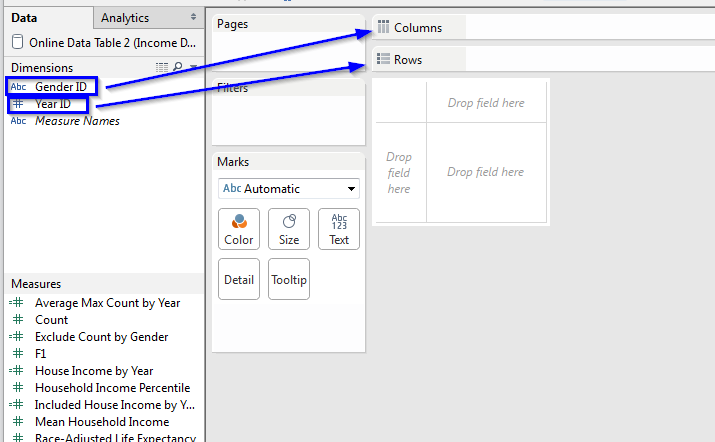 Data
Analytics
Online Data Table 2 (Income D...
Dimensions
Abc Gender ID
# Year ID
Abc Measure Names
Measures
=# Average Max Count by Year
# Count
=# Exclude Count by Gender
# F1
=# House Income by Year
# Household Income Percentile
=# Included House Income by Y...
# Mean Household Income
# Race-Adjusted Life Expectancy
Pages
Filters
Marks
Abc Automatic
Color
Size
Abc
123
Text
Detail
Tooltip
Columns
Rows
Drop field here
Drop
field
here
Drop field here